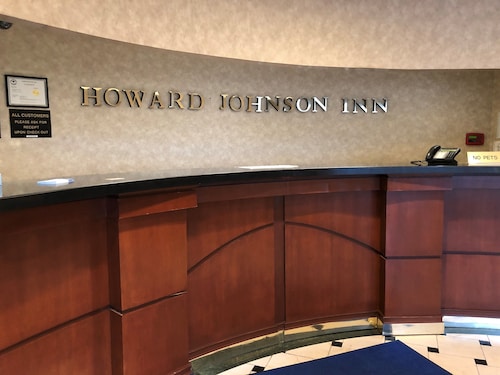 HOWARD JOHNSON INN
ALL CUSTOMERS
PLEASE ASK FOR
RECEIPT
UPON CHECK OUT
NO PETS